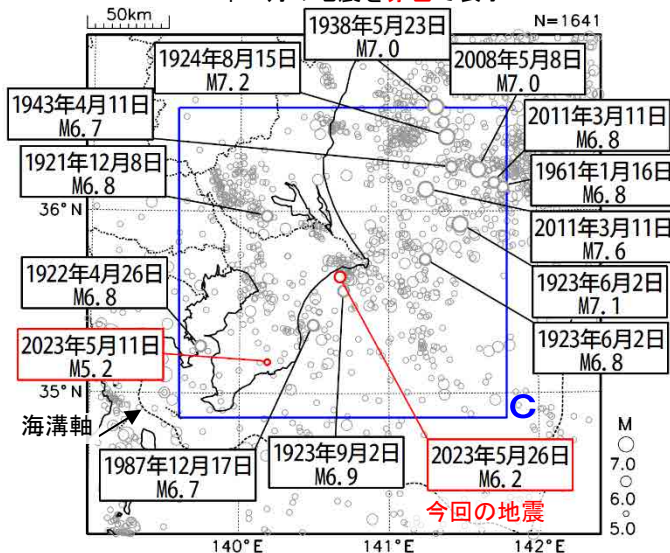 50km
N=1641
1938年5月23日
M7.0
1924年8月15日
M7.2
2008年5月8日
M7.0
1943年4月11日
M6.7
2011年3月11日
M6.8
1921年12月8日
M6.8
1961年1月16日
M6.8
36°N
2011年3月11日
M7.6
1922年4月26日
M6.8
1923年6月2日
M7.1
2023年5月11日
M5.2
1923年6月2日
M6.8
35°N
C
海溝軸
M
7.0
6.0
5.0
1987年12月17日
M6.7
1923年9月2日
M6.9
2023年5月26日
M6.2
今回の地震
140°E
141°E
142°E